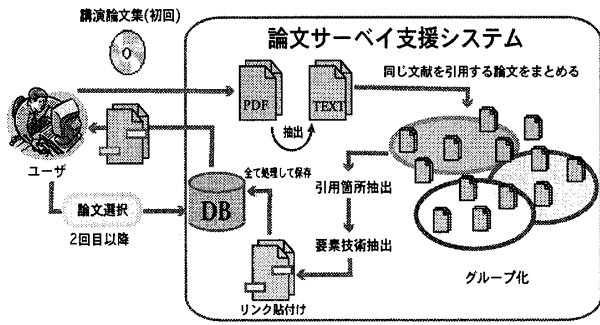 講演論文集(初回)
論文サーベイ支援システム
同じ文献を引用する論文をまとめる
PDF
TEXT
抽出
ユーザ
全て処理して保存
引用箇所抽出
DB
論文選択
2回目以降
要素技術抽出
リンク貼付け
グループ化